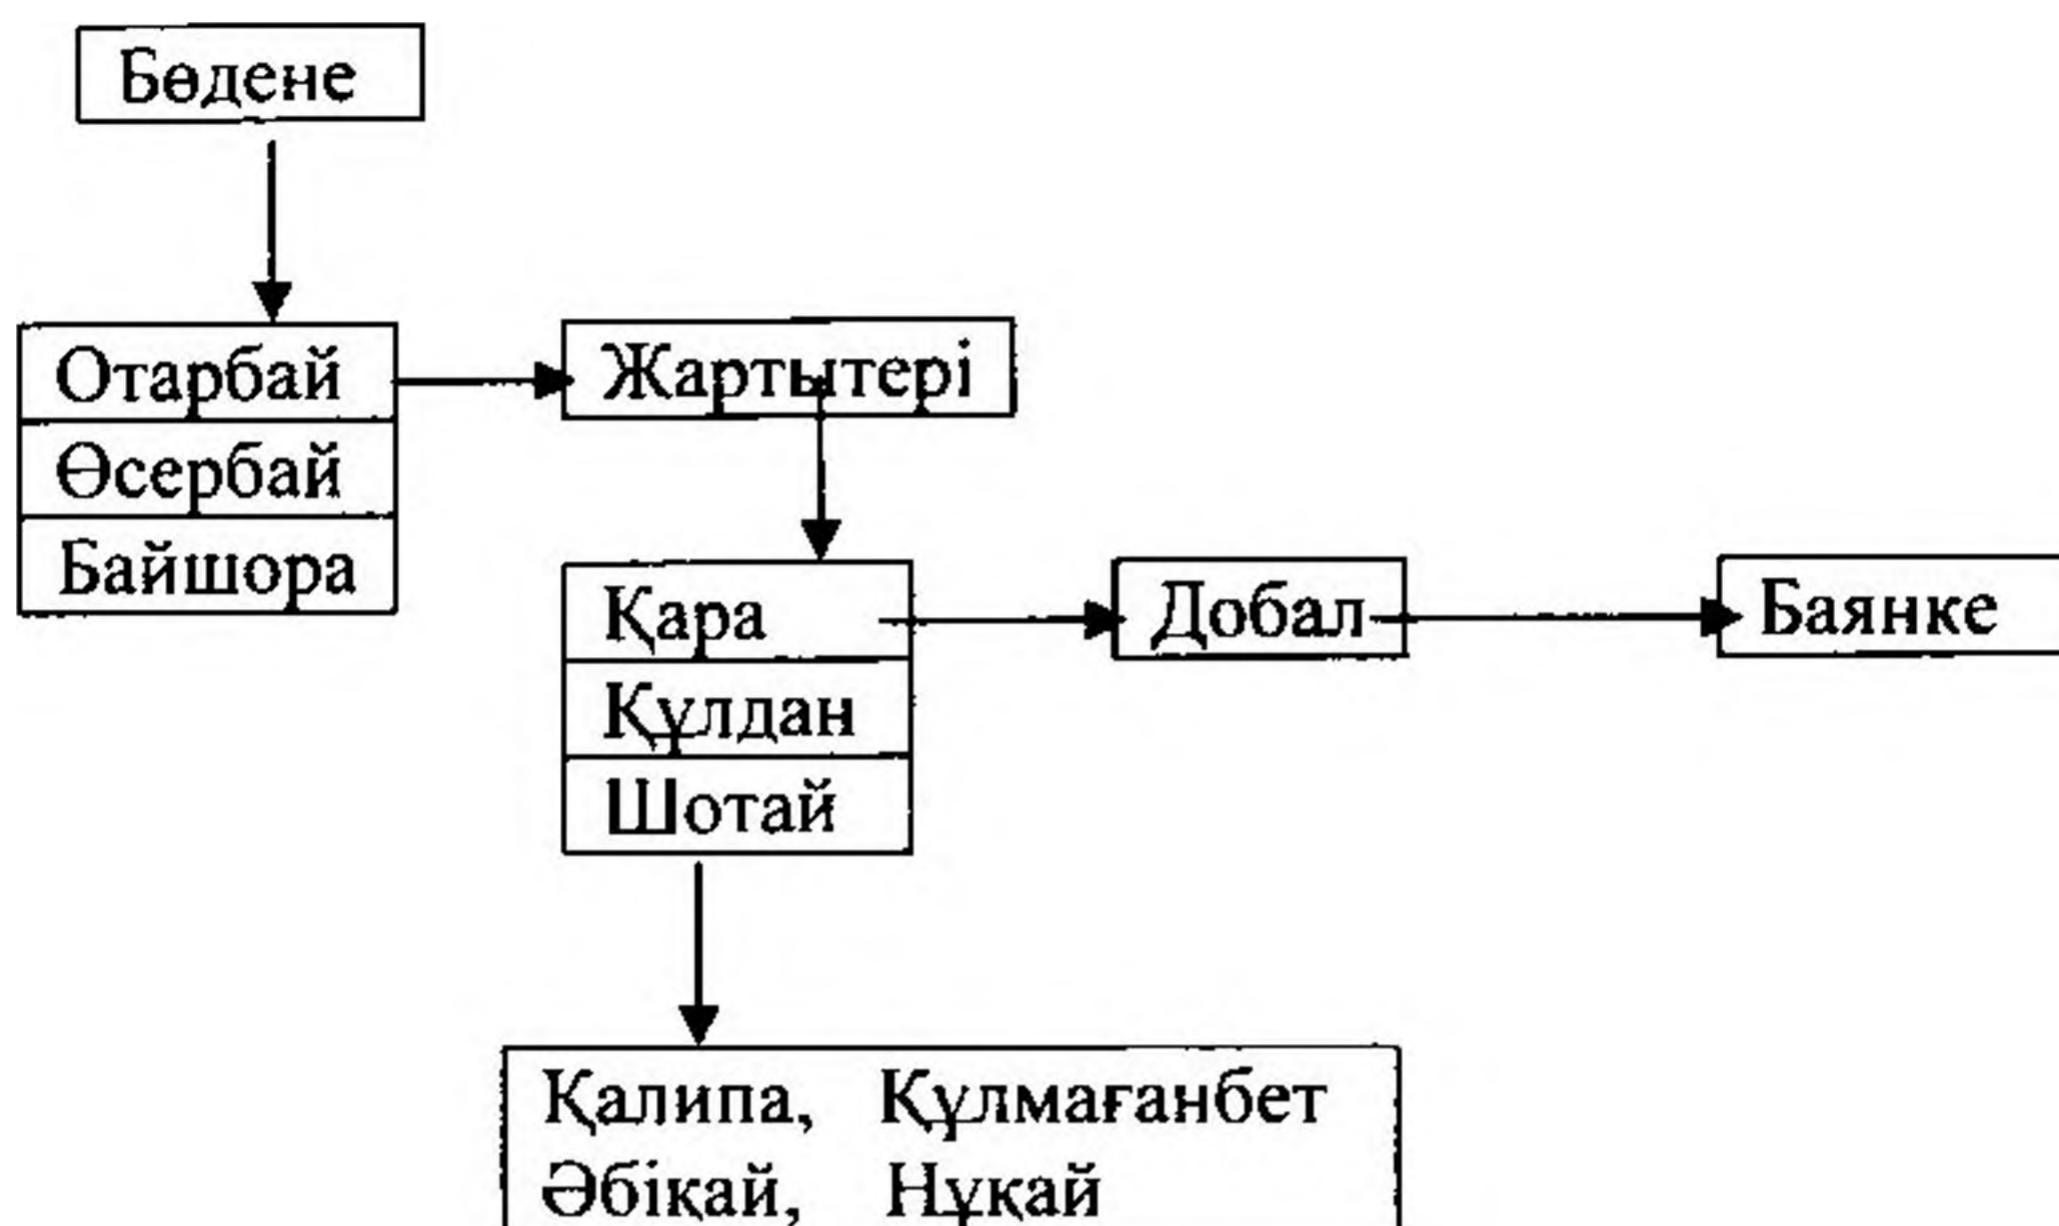 Бөдене
Отарбай
Жартытері
Өсербай
Байшора
Қара
Добал
Баянке
Құлдан
Шотай
Қалипа, Құлмағанбет
Әбіқай, Нұқай